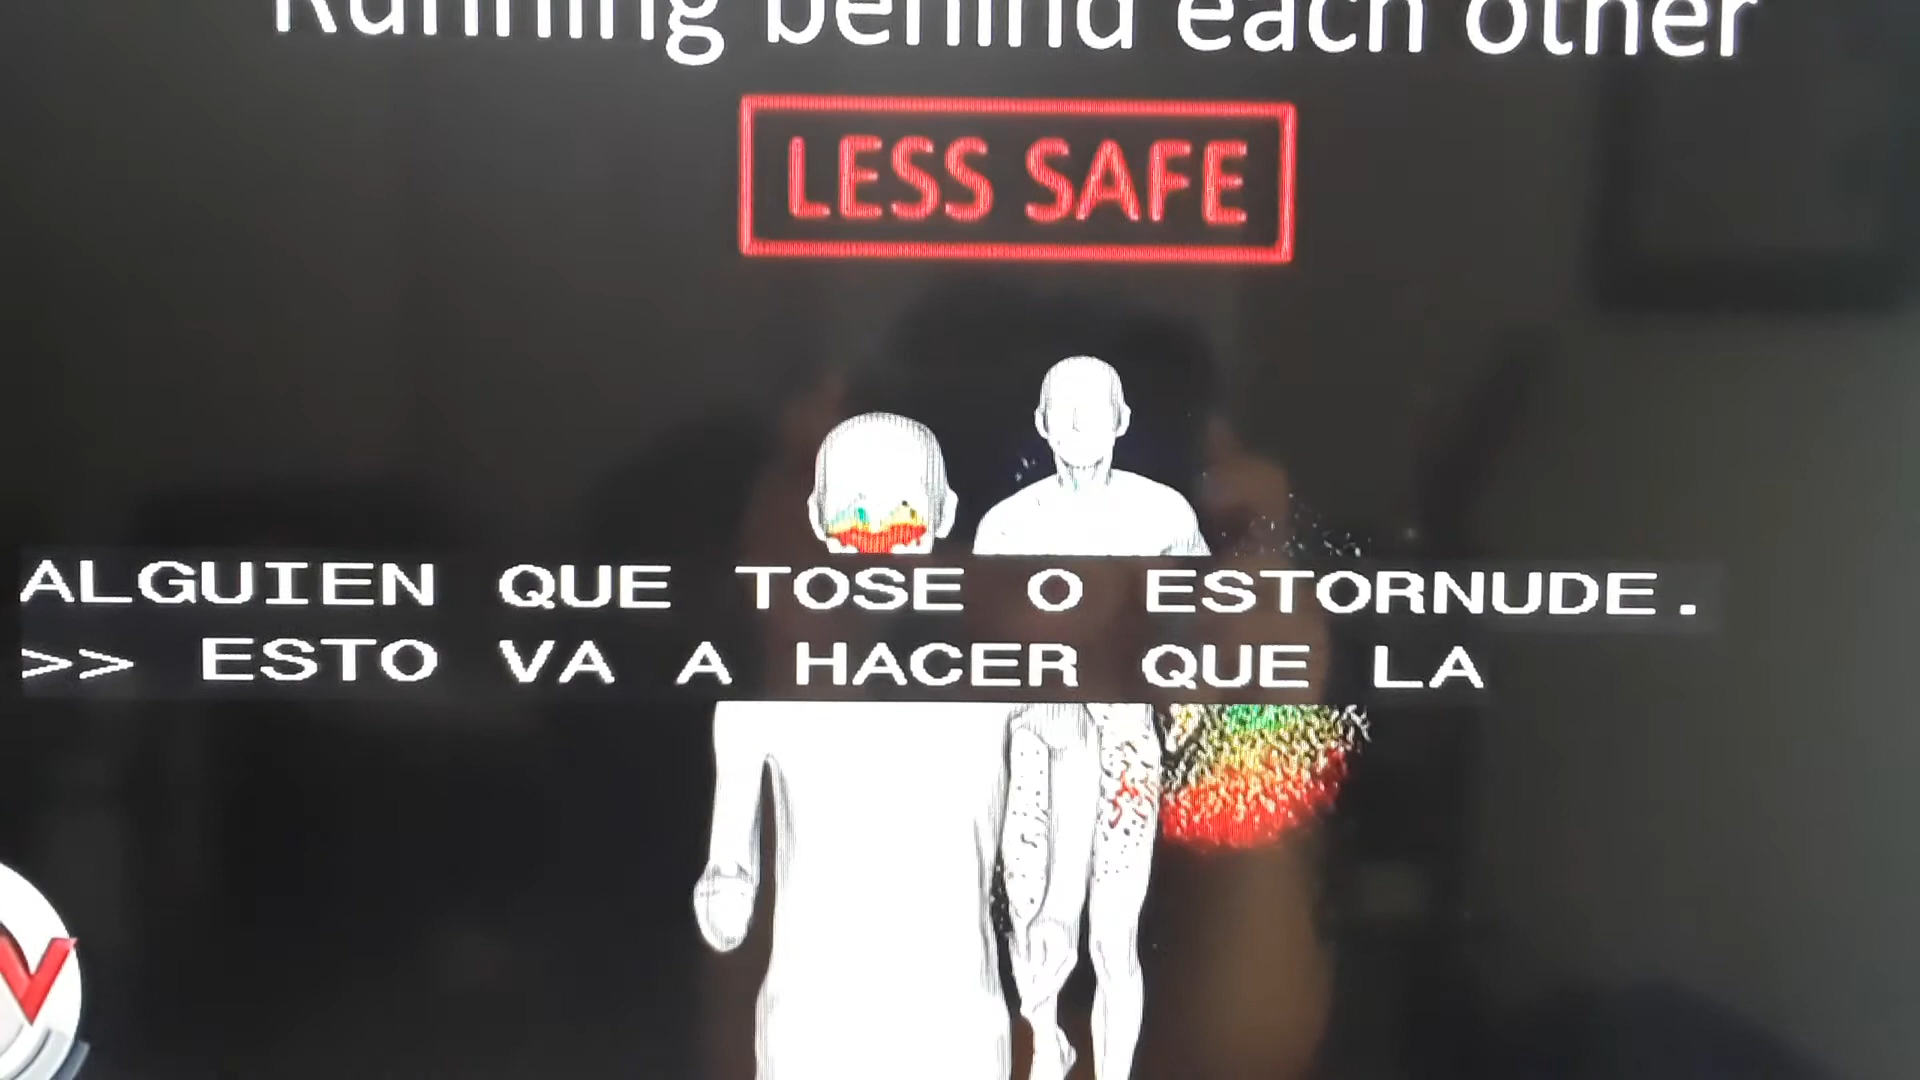 Running behind each other
LESS SAFE
ALGUIEN QUE TOSE O ESTORNUDE.
>> ESTO VA A HACER QUE LA
V